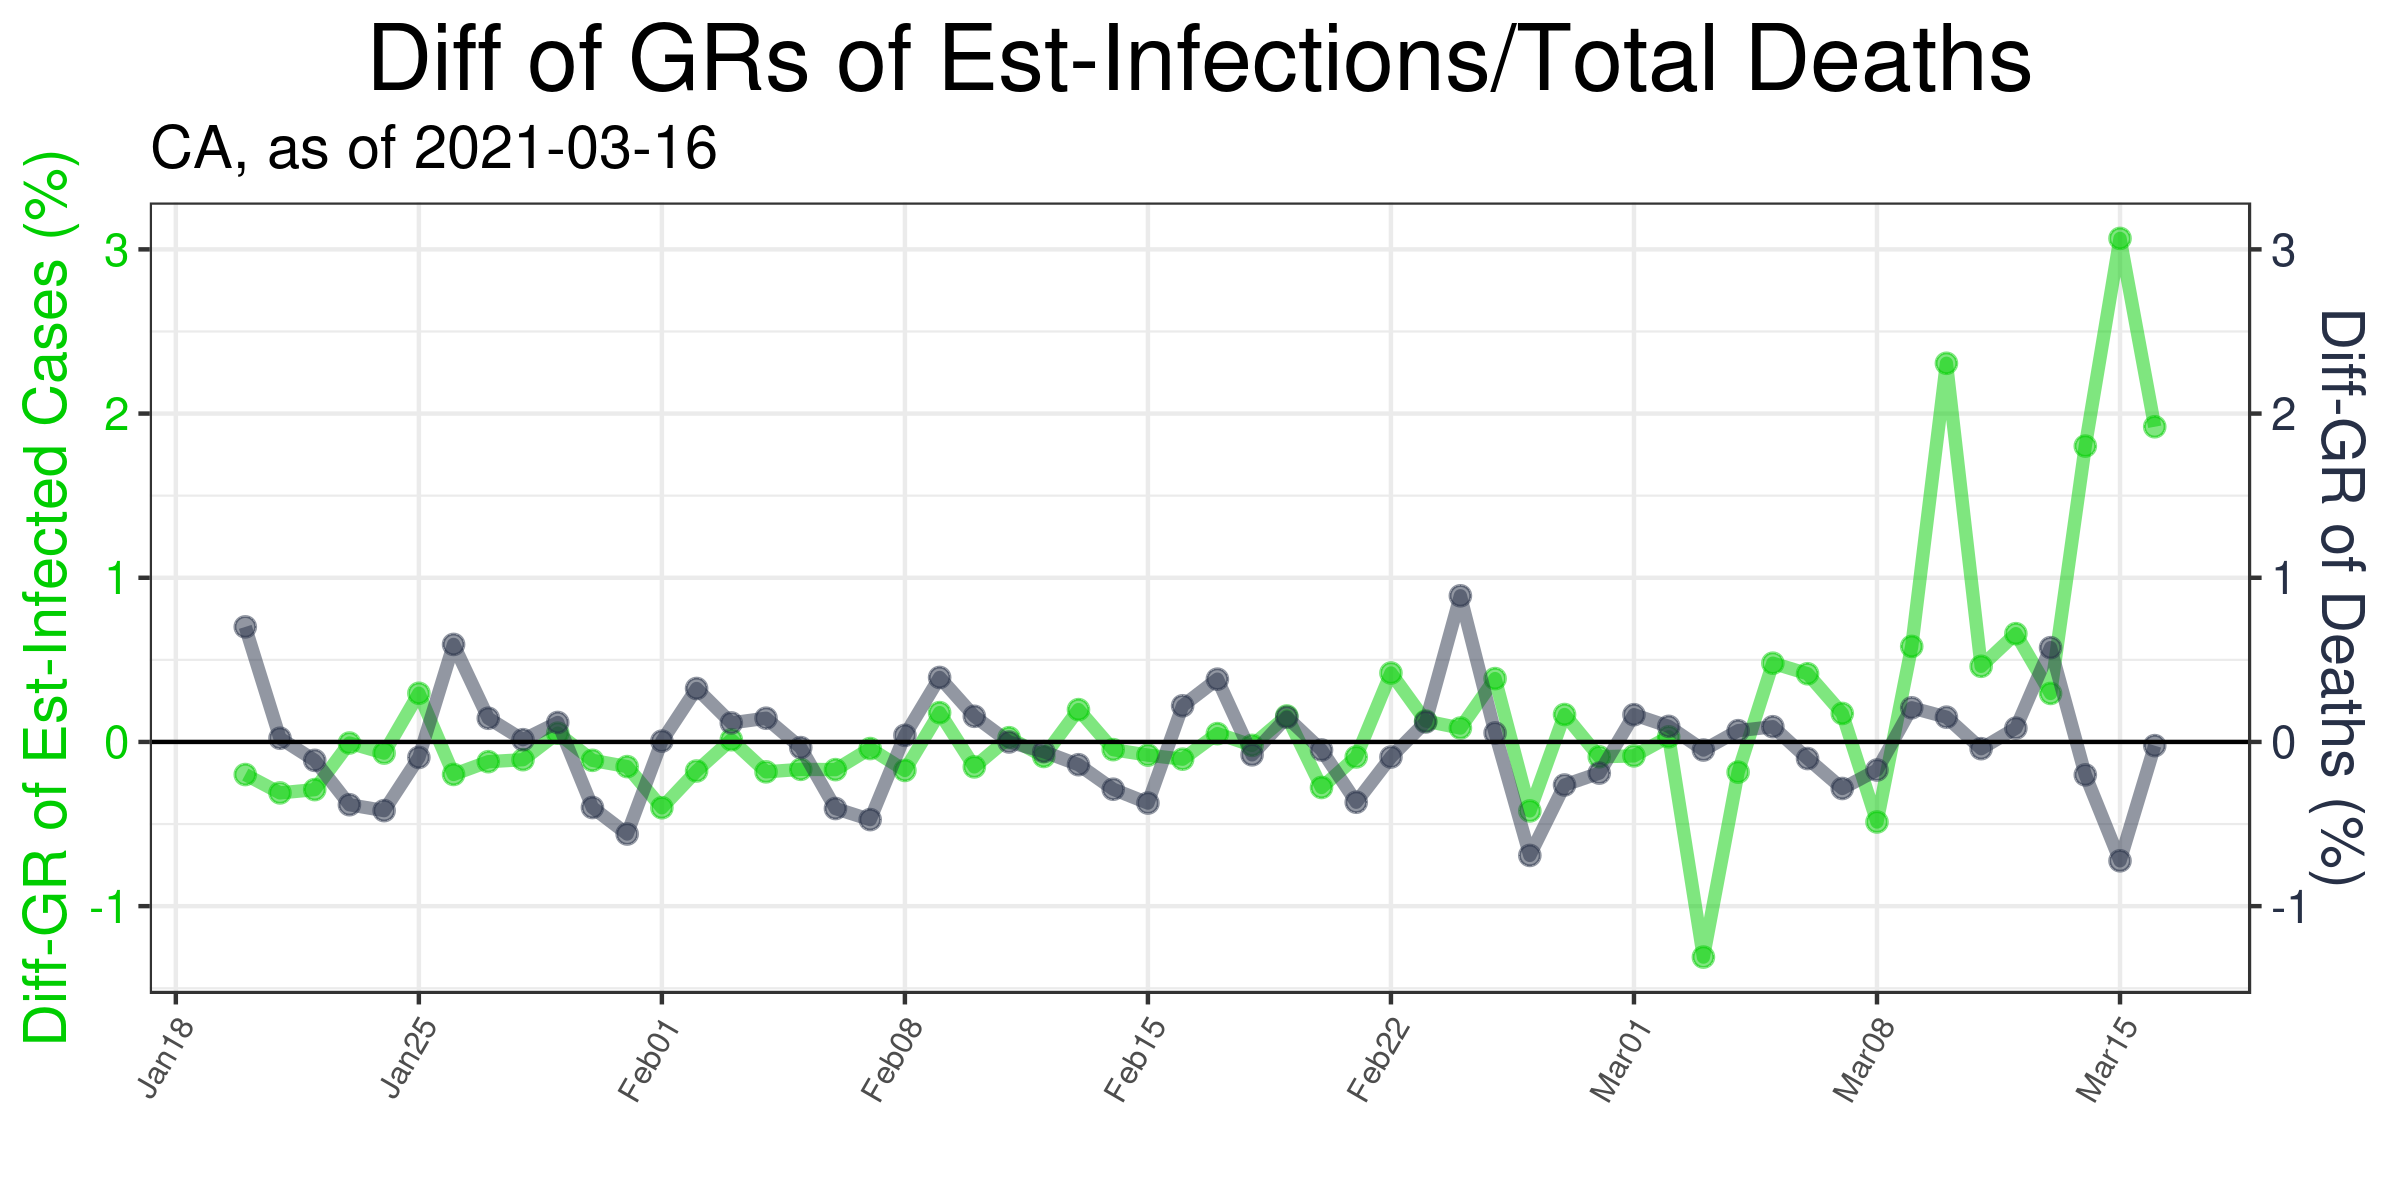 Diff of GRs of Est-Infections/Total Deaths
CA, as of 2021-03-16
Diff-GR of Est-Infected Cases (%)
3
2
1
0
-1
3
2
1
0
-1
Diff-GR of Deaths (%)
Jan18
Jan25
Feb01
Feb08
Feb15
Feb22
Mar01
Mar08
Mar15